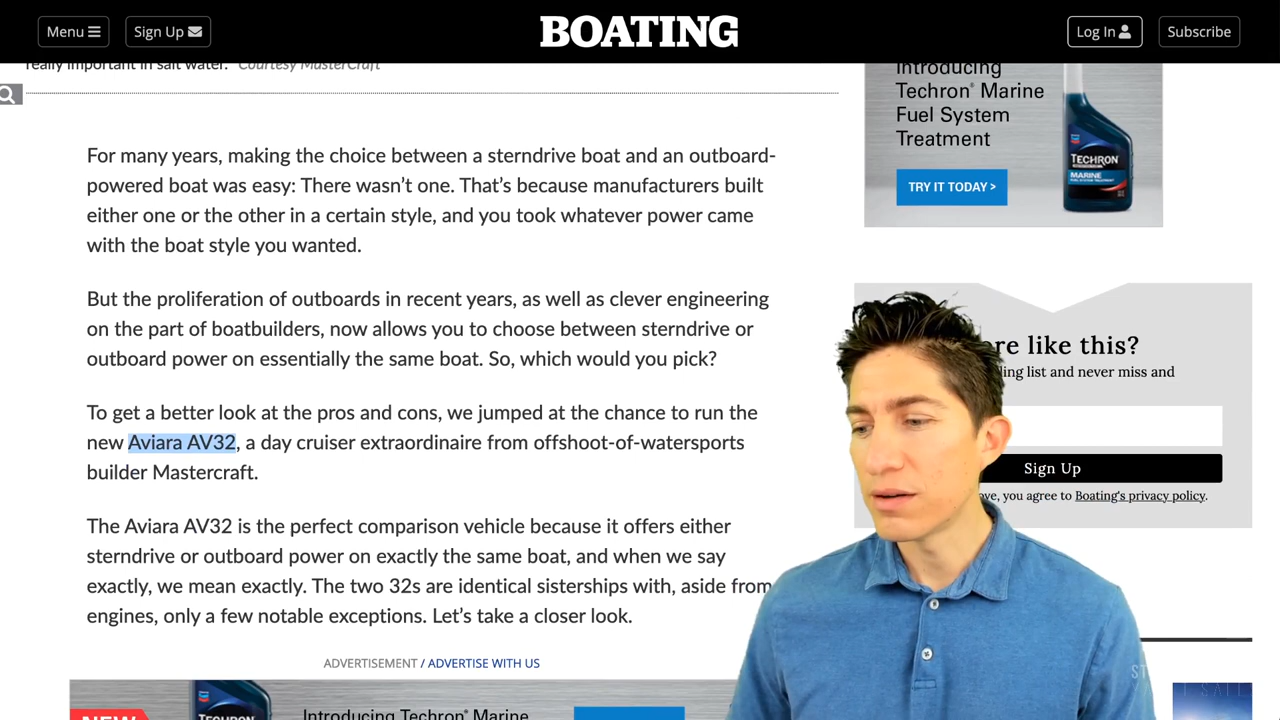 Menu
Sign Up
BOATING
Log In
Subscribe
really important in salt water. Courtesy MasterCraft
For many years, making the choice between a sterndrive boat and an outboard-
powered boat was easy: There wasn’t one. That’s because manufacturers built
either one or the other in a certain style, and you took whatever power came
with the boat style you wanted.
But the proliferation of outboards in recent years, as well as clever engineering
on the part of boatbuilders, now allows you to choose between sterndrive or
outboard power on essentially the same boat. So, which would you pick?
To get a better look at the pros and cons, we jumped at the chance to run the
new Aviara AV32, a day cruiser extraordinaire from offshoot-of-watersports
builder Mastercraft.
The Aviara AV32 is the perfect comparison vehicle because it offers either
sterndrive or outboard power on exactly the same boat, and when we say
exactly, we mean exactly. The two 32s are identical sisterships with, aside from
engines, only a few notable exceptions. Let’s take a closer look.
ADVERTISEMENT / ADVERTISE WITH US
NEW
Introducing Techron® Marine
Introducing
Techron® Marine
Fuel System
Treatment
TRY IT TODAY >
TECHRON
MARINE
like this?
list and never miss and
Sign Up
you agree to Boating's privacy policy.